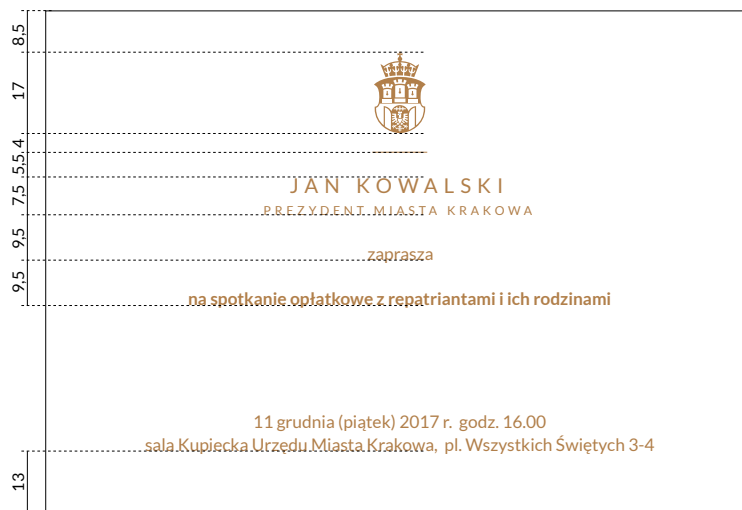 8,5
17
4
5,5
7,5
9,5
9,5
13
JAN KOWALSKI
PREZYDENT MIASTA KRAKOWA
zaprasza
na spotkanie opłatkowe z repatriantami i ich rodzinami
11 grudnia (piątek) 2017 r. godz. 16.00
sala Kupiecka Urzędu Miasta Krakowa, pl. Wszystkich Świętych 3-4